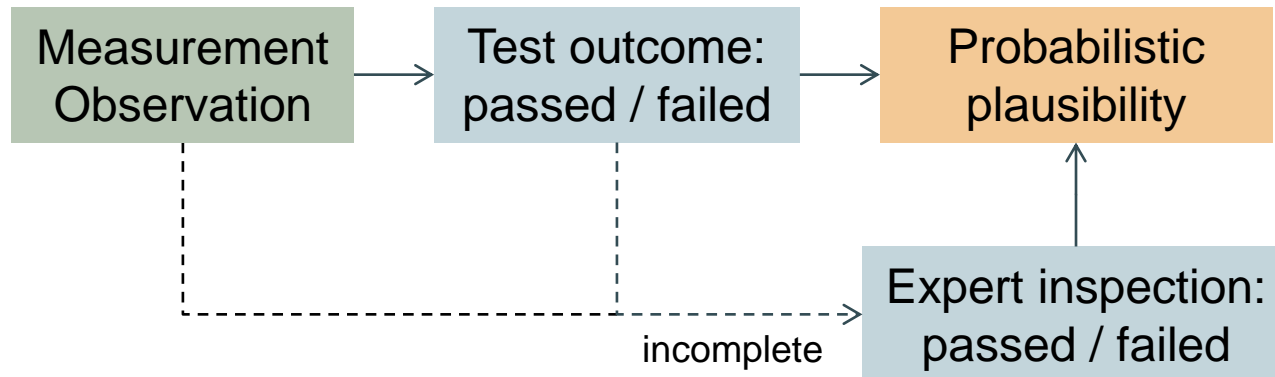 Measurement
Observation
Test outcome:
passed / failed
Probabilistic
plausibility
Expert inspection:
passed / failed
incomplete